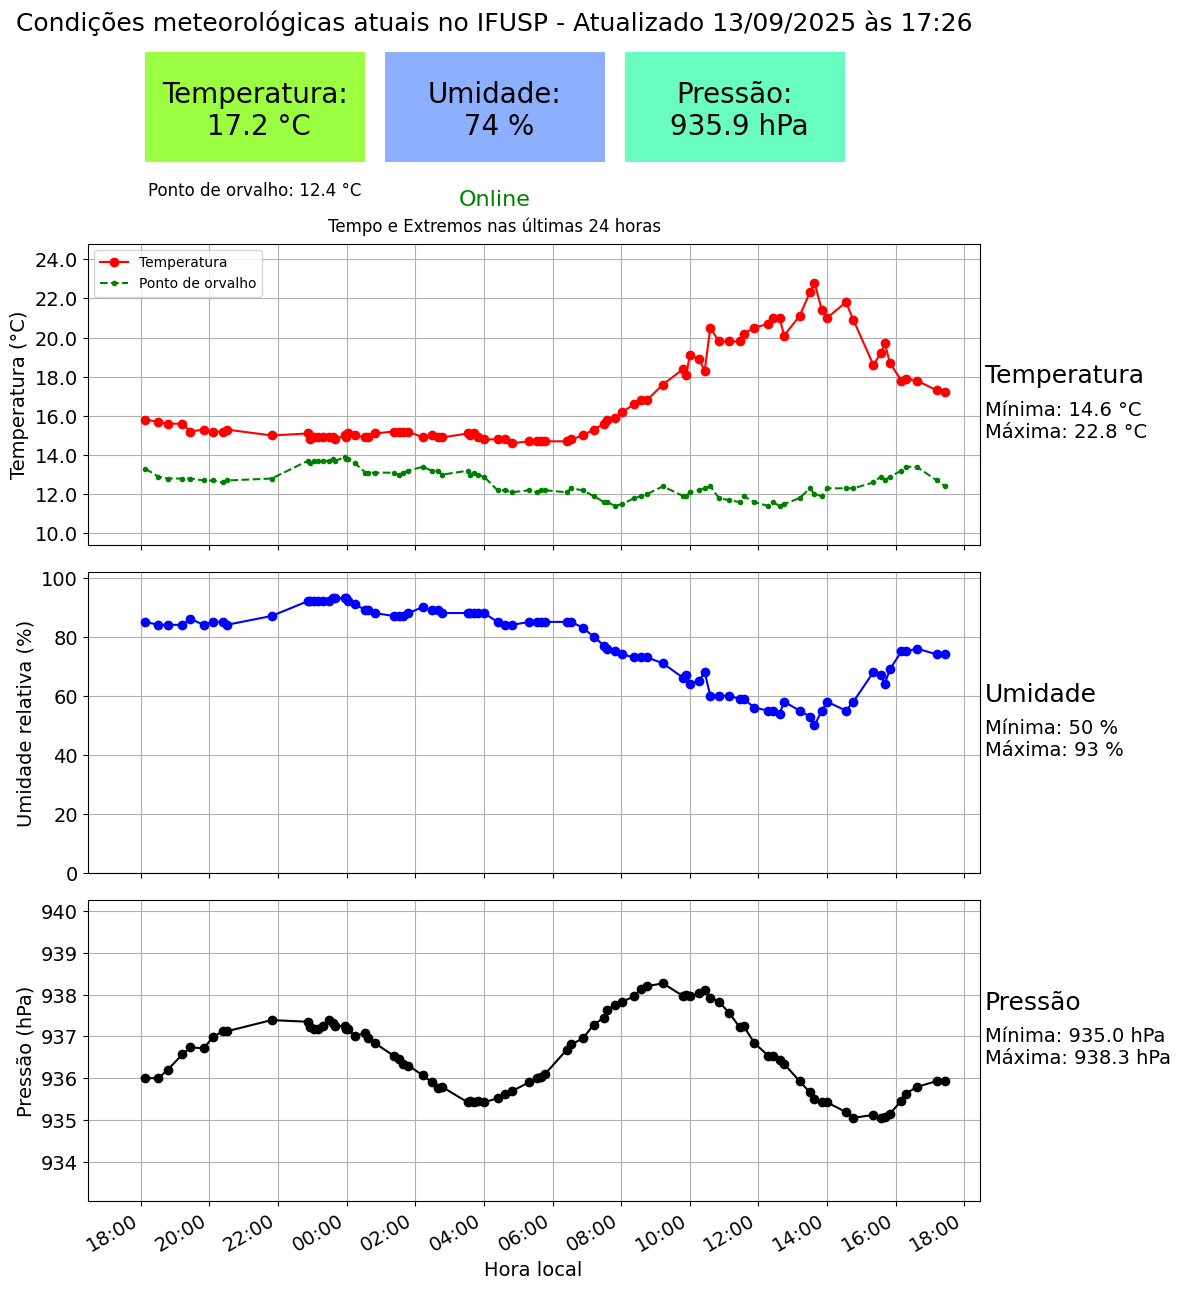 Condições meteorológicas atuais no IFUSP - Atualizado 13/09/2025 às 17:26
Temperatura:
17.2 °C
Umidade:
74 %
Pressão:
935.9 hPa
Ponto de orvalho: 12.4 °C
Online
Tempo e Extremos nas últimas 24 horas
Temperatura
Ponto de orvalho
Temperatura (°C)
24.0
22.0
20.0
18.0
16.0
14.0
12.0
10.0
Temperatura
Mínima: 14.6 °C
Máxima: 22.8 °C
Umidade relativa (%)
100
80
60
40
20
0
Umidade
Mínima: 50 %
Máxima: 93 %
Pressão (hPa)
940
939
938
937
936
935
934
Pressão
Mínima: 935.0 hPa
Máxima: 938.3 hPa
18:00 20:00 22:00 00:00 02:00 04:00 06:00 08:00 10:00 12:00 14:00 16:00 18:00
Hora local